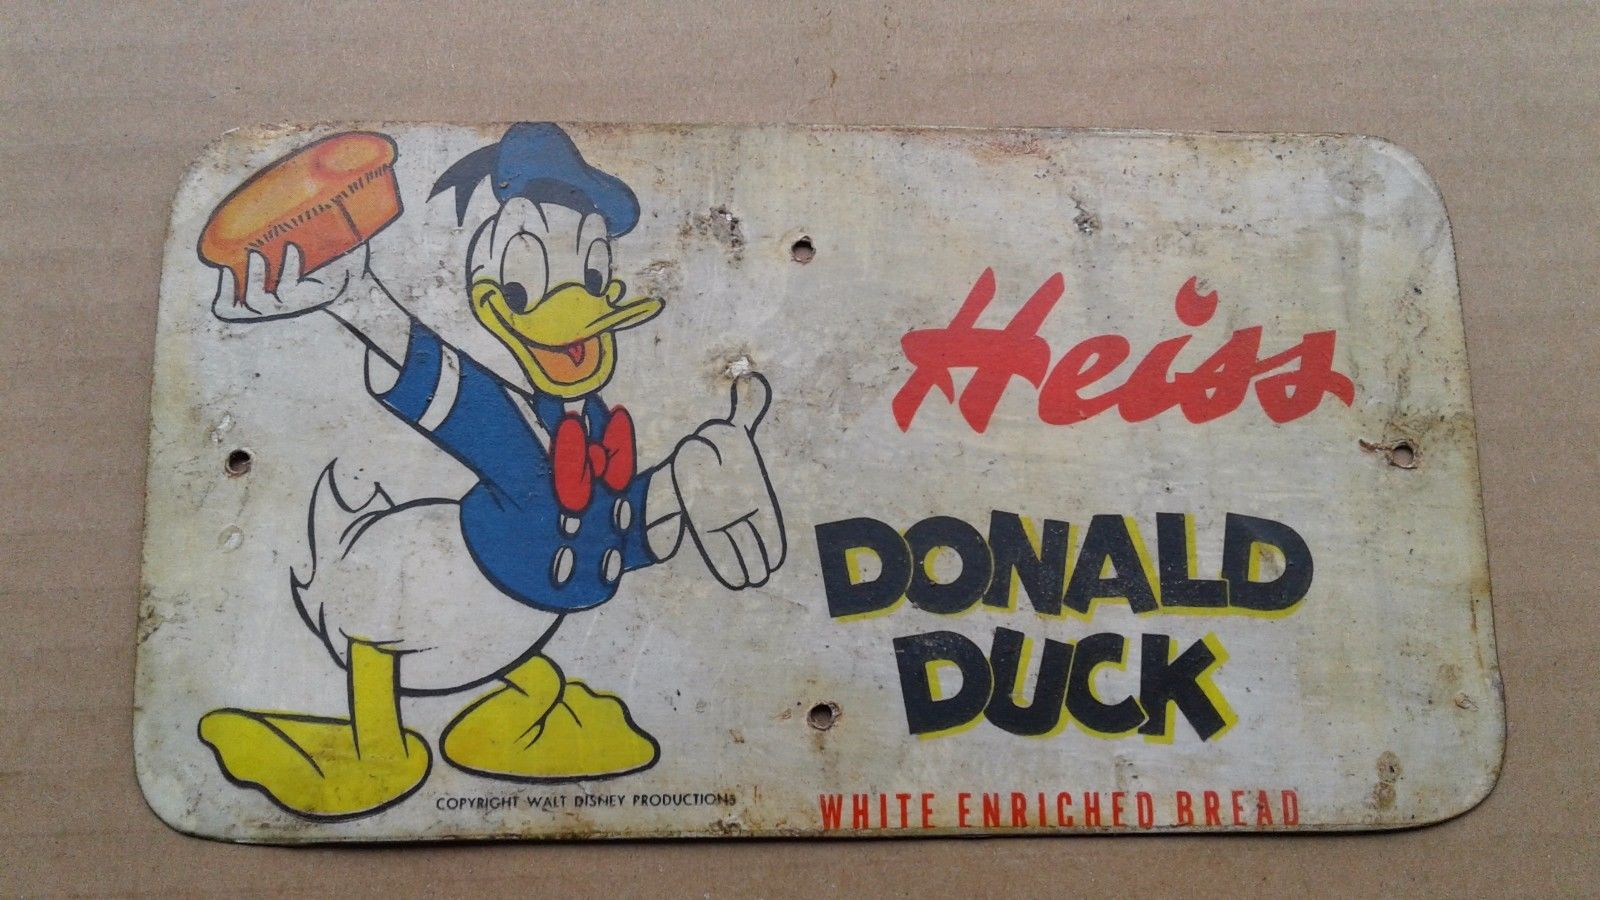 Heiss
DONALD
DUCK
COPYRIGHT WALT DISNEY PRODUCTIONS
WHITE ENRICHED BREAD